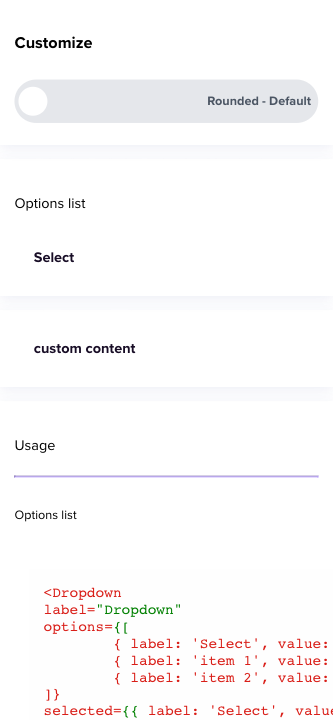 Customize
Rounded - Default
Options list
Select
custom content
Usage
Options list
<Dropdown
label="Dropdown"
options={[
{ label: 'Select', value:
{ label: 'item 1', value:
{ label: 'item 2', value:
]}
selected={{ label: 'Select', valu